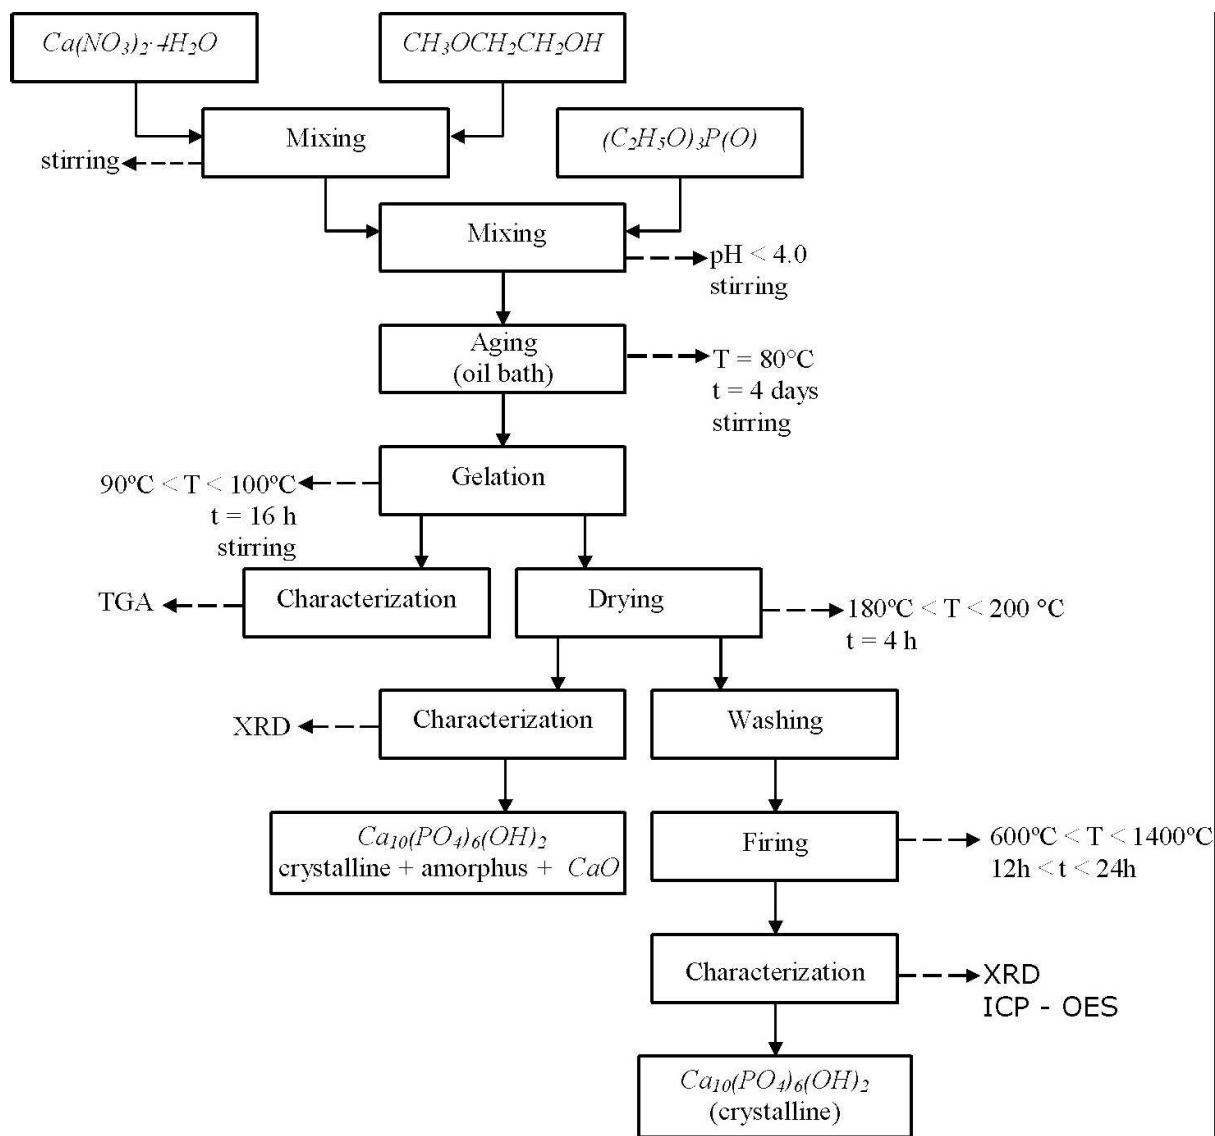 Ca(NO₃)₂·4H₂O
CH₃OCH₂CH₂OH
Mixing
(C₂H₅O)₃P(O)
stirring
Mixing
pH < 4.0
stirring
Aging
(oil bath)
T = 80°C
t = 4 days
stirring
Gelation
90ºC < T < 100ºC
t = 16 h
stirring
TGA
Characterization
Drying
180ºC < T < 200 °C
t = 4 h
XRD
Characterization
Washing
Ca₁₀(PO₄)₆(OH)₂
crystalline + amorphus + CaO
Firing
600ºC < T < 1400ºC
12h < t < 24h
Characterization
XRD
ICP - OES
Ca₁₀(PO₄)₆(OH)₂
(crystalline)